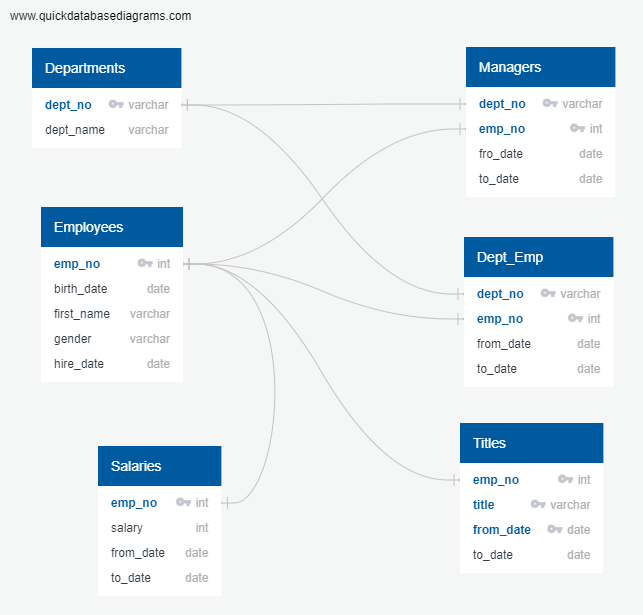 www.quickdatabasediagrams.com
Departments
dept_no varchar
dept_name varchar
Managers
dept_no varchar
emp_no int
fro_date date
to_date date
Employees
emp_no int
birth_date date
first_name varchar
gender varchar
hire_date date
Dept_Emp
dept_no varchar
emp_no int
from_date date
to_date date
Salaries
emp_no int
salary int
from_date date
to_date date
Titles
emp_no int
title varchar
from_date date
to_date date